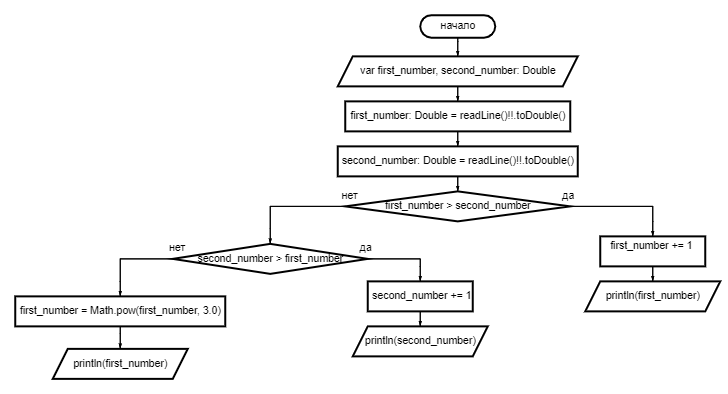 начало
var first_number, second_number: Double
first_number: Double = readLine()!!.toDouble()
second_number: Double = readLine()!!.toDouble()
нет
да
first_number > second_number
нет
да
second_number > first_number
first_number += 1
first_number = Math.pow(first_number, 3.0)
second_number += 1
println(first_number)
println(second_number)
println(first_number)